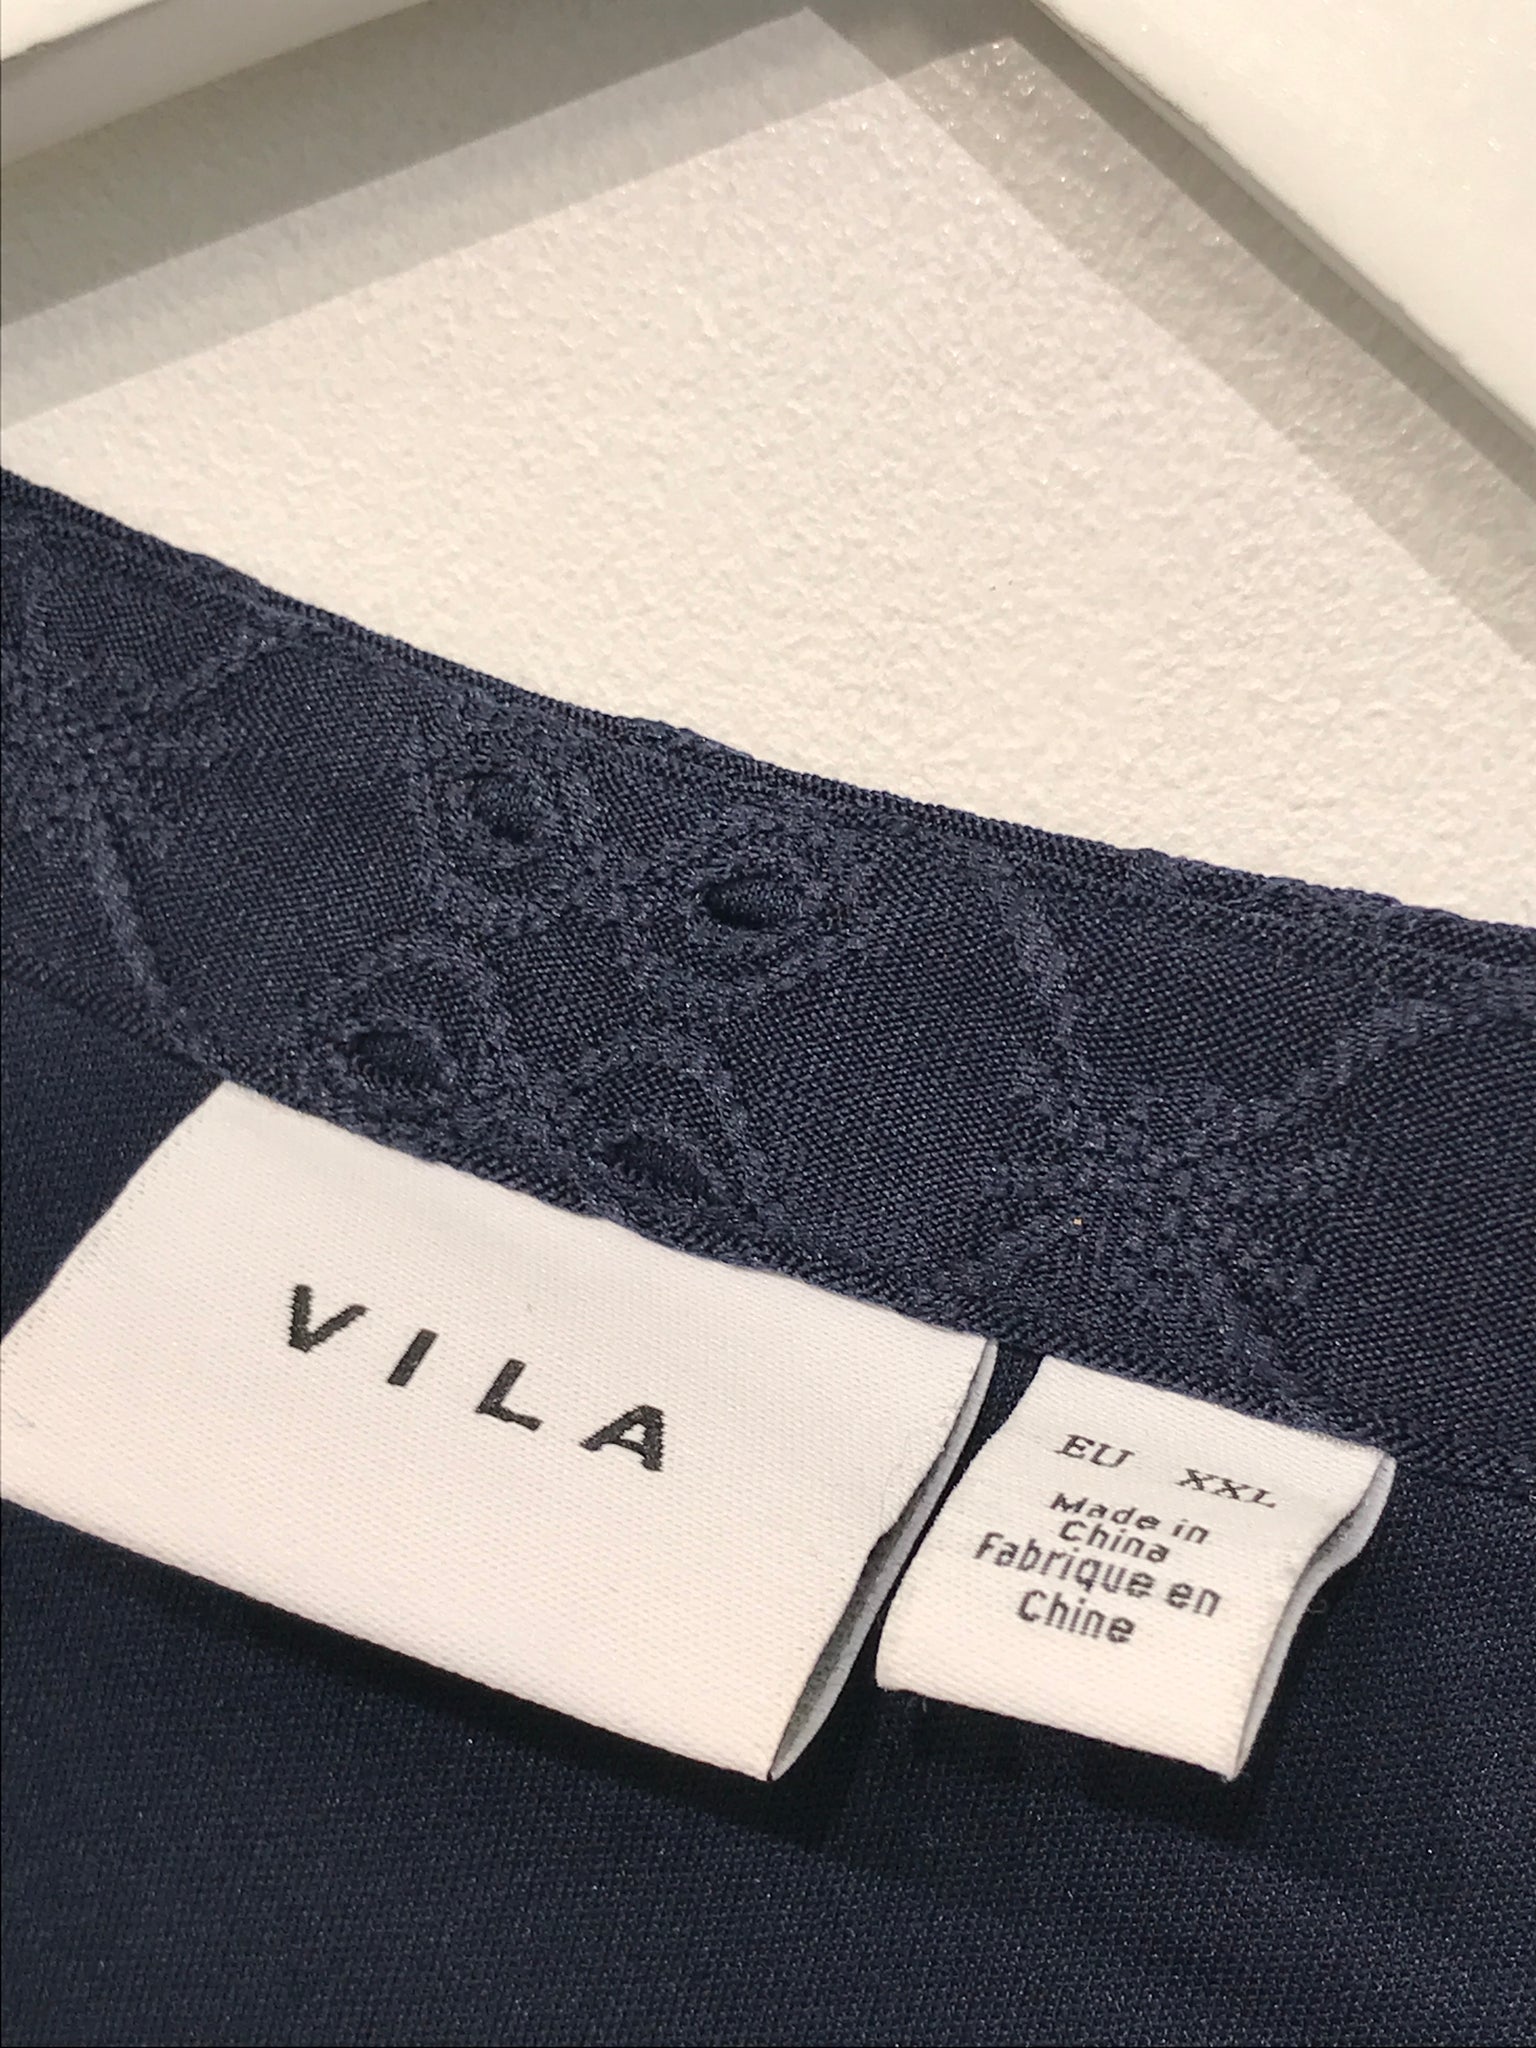 VILA
EU XXL
Made in
China
Fabrique en
Chine